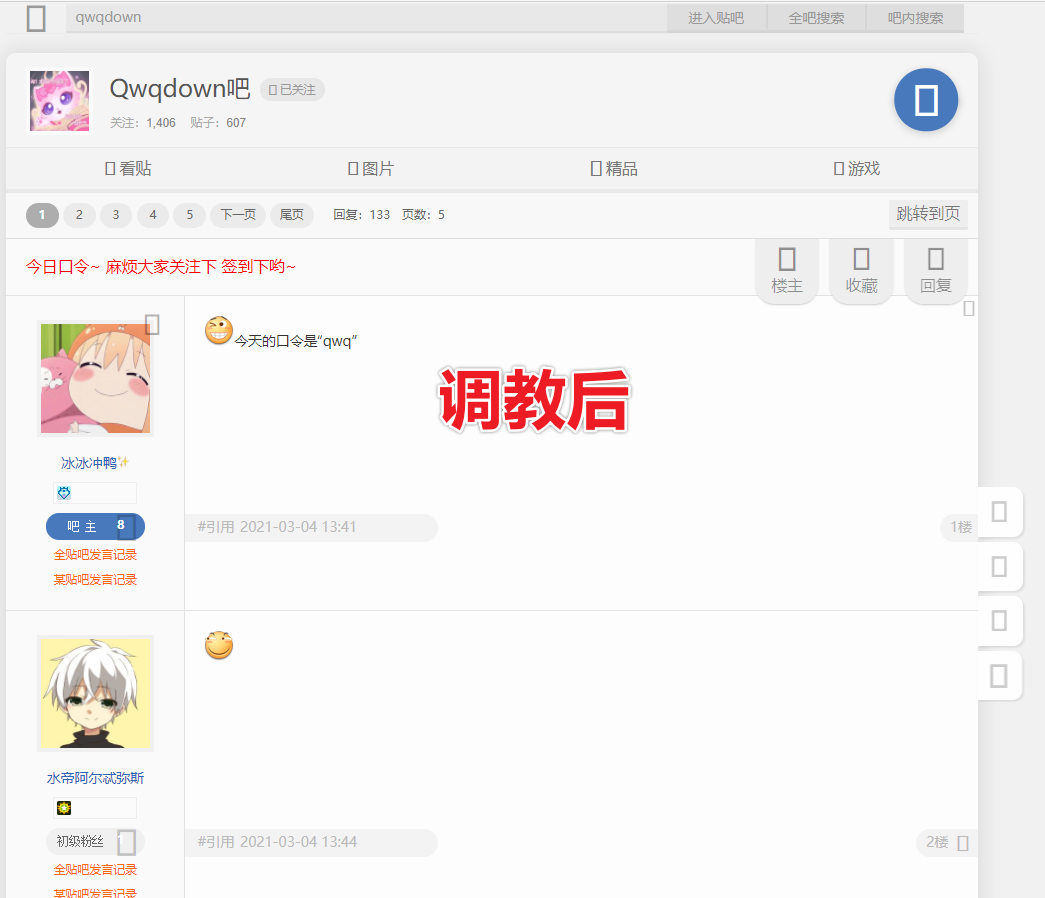 qwqdown 进入贴吧 全吧搜索 吧内搜索
Qwqdown吧 已关注
关注：1,406 贴子：607
看贴 图片 精品 游戏
1 2 3 4 5 下一页 尾页 回复：133 页数：5 跳转到页
今日口令~ 麻烦大家关注下 签到下哟~
楼主 收藏 回复
今天的口令是“qwq”
调教后
冰冰冲鸭✨
吧主 8
#引用 2021-03-04 13:41 1楼
全贴吧发言记录
某贴吧发言记录
水帝阿尔忒弥斯
初级粉丝 1
#引用 2021-03-04 13:44 2楼
全贴吧发言记录
某贴吧发言记录